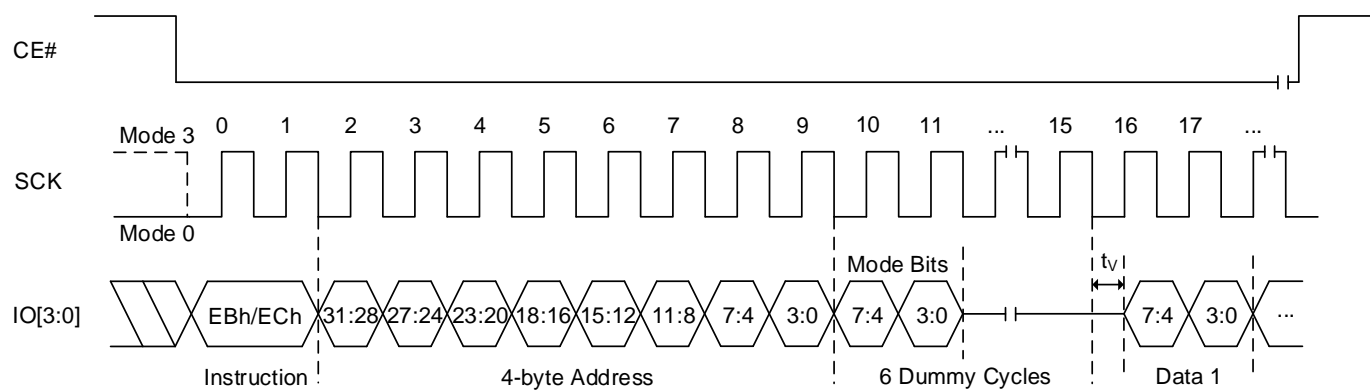 CE#
0 1 2 3 4 5 6 7 8 9 10 11 ... 15 16 17 ...
Mode 3
SCK
Mode 0
Mode Bits tV
IO[3:0] EBh/ECh 31:28 27:24 23:20 18:16 15:12 11:8 7:4 3:0 7:4 3:0 7:4 3:0 ...
Instruction 4-byte Address 6 Dummy Cycles Data 1